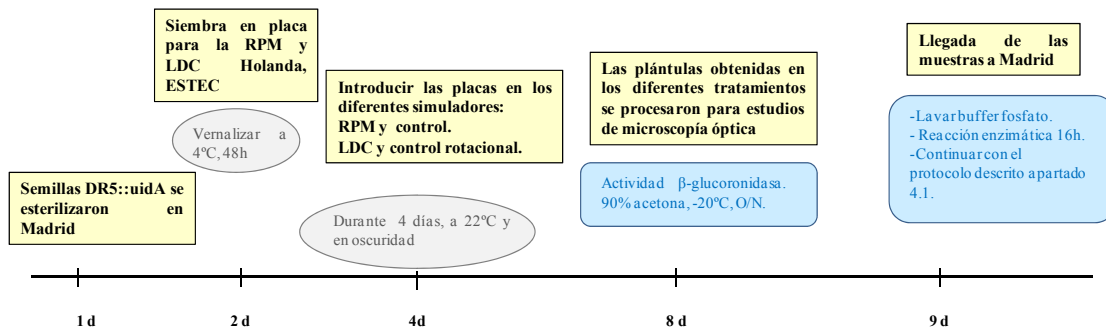 Semillas DR5::uidA se
esterilizaron en
Madrid
Siembra en placa
para la RPM y
LDC Holanda,
ESTEC
Vernalizar a
4ºC, 48h
Introducir las placas en los
diferentes simuladores:
RPM y control.
LDC y control rotacional.
Durante 4 días, a 22ºC y
en oscuridad
Las plántulas obtenidas en
los diferentes tratamientos
se procesaron para estudios
de microscopía óptica
Actividad β-glucoronidasa.
90% acetona, -20ºC, O/N.
Llegada de las
muestras a Madrid
-Lavar buffer fosfato.
- Reacción enzimática 16h.
-Continuar con el
protocolo descrito apartado
4.1.
1 d
2 d
4d
8 d
9 d